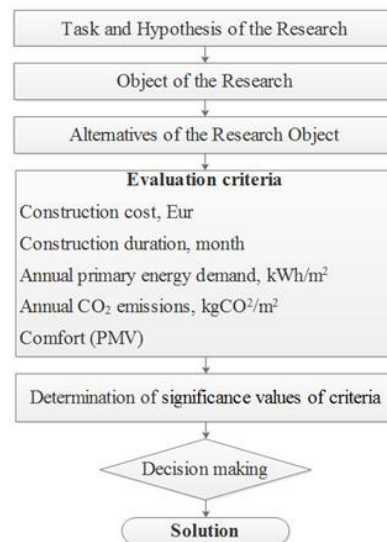 Task and Hypothesis of the Research
Object of the Research
Alternatives of the Research Object
Evaluation criteria
Construction cost, Eur
Construction duration, month
Annual primary energy demand, kWh/m²
Annual CO₂ emissions, kgCO²/m²
Comfort (PMV)
Determination of significance values of criteria
Decision making
Solution